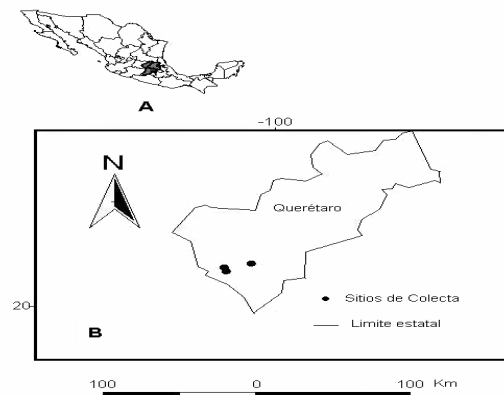 A
-100
N
Querétaro
Sitios de Colecta
20
Limite estatal
B
100 0 100 Km